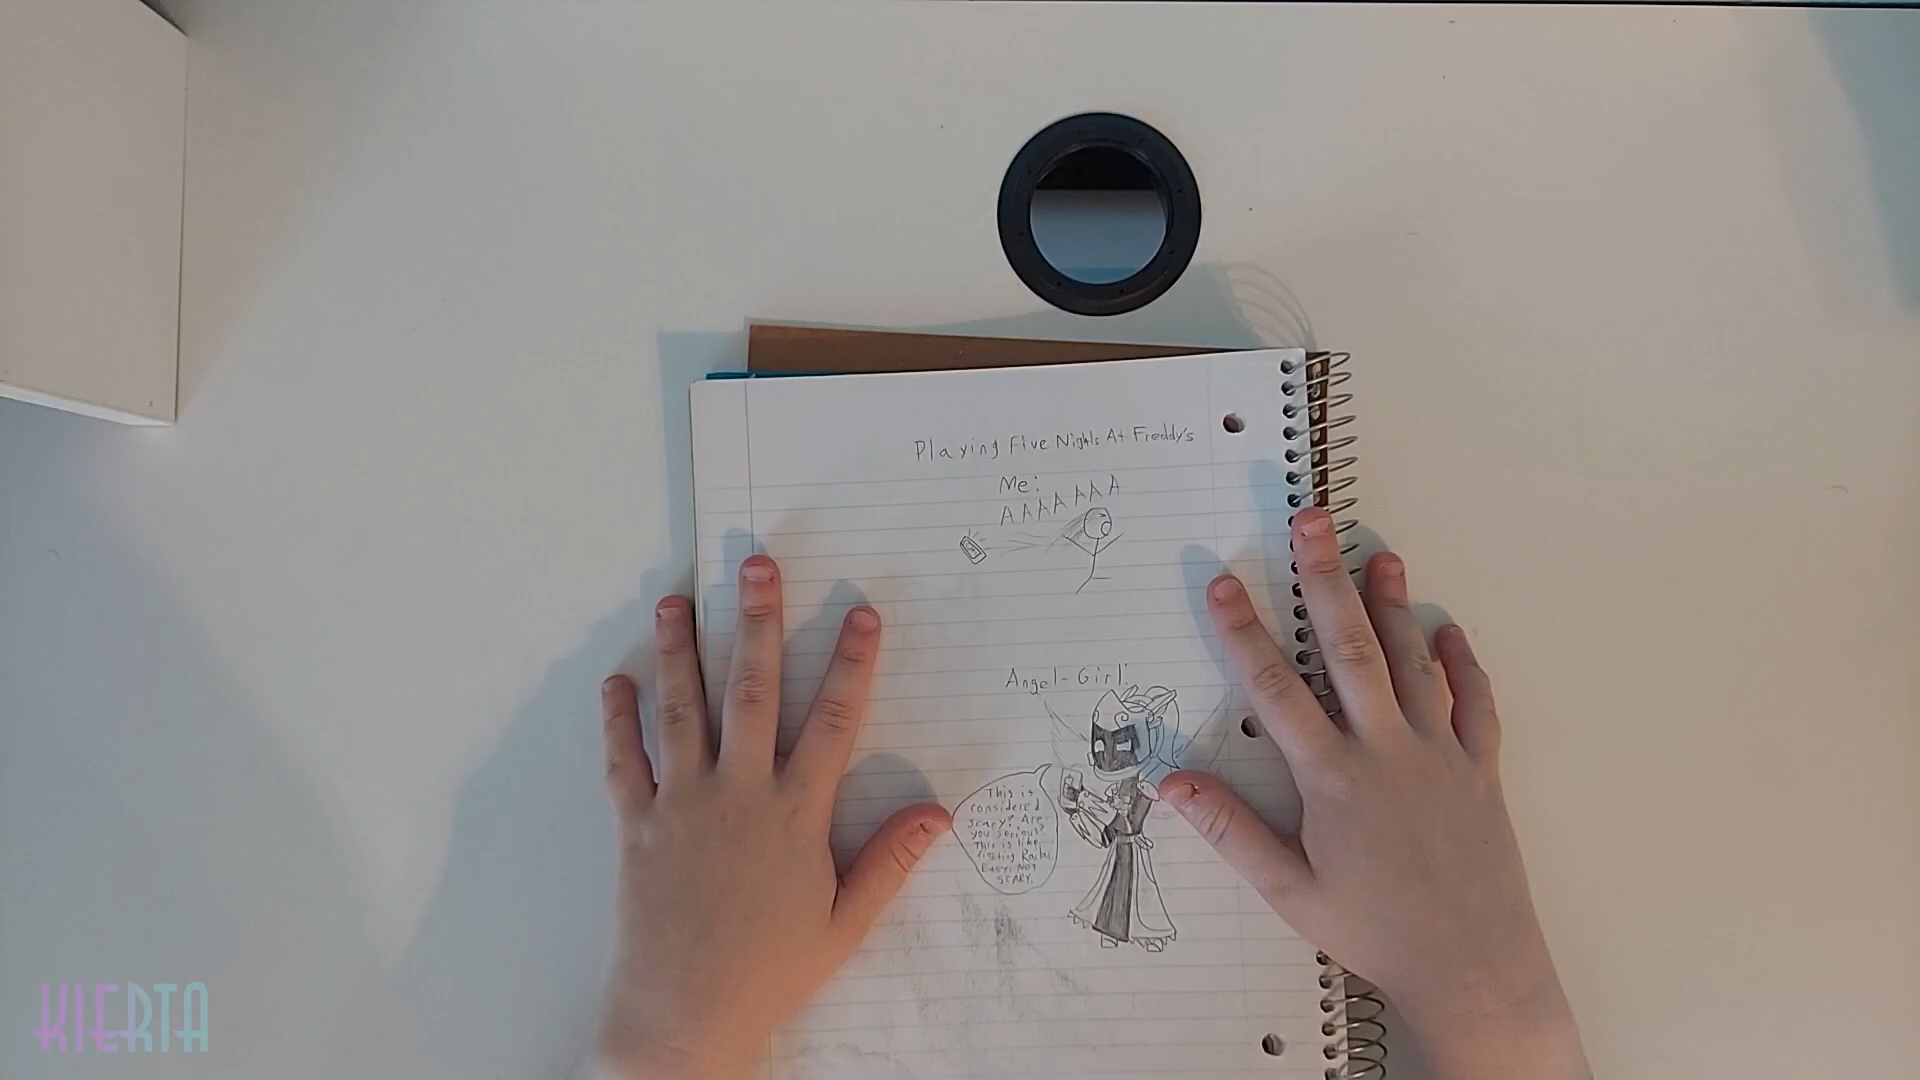 Playing Five Nights At Freddy's
Me:
AAAAAAA
Angel-Girl:
This is
considered
scary? Are
you serious?
This is like
fighting
Easy. NOT
SCARY.
KIERTA